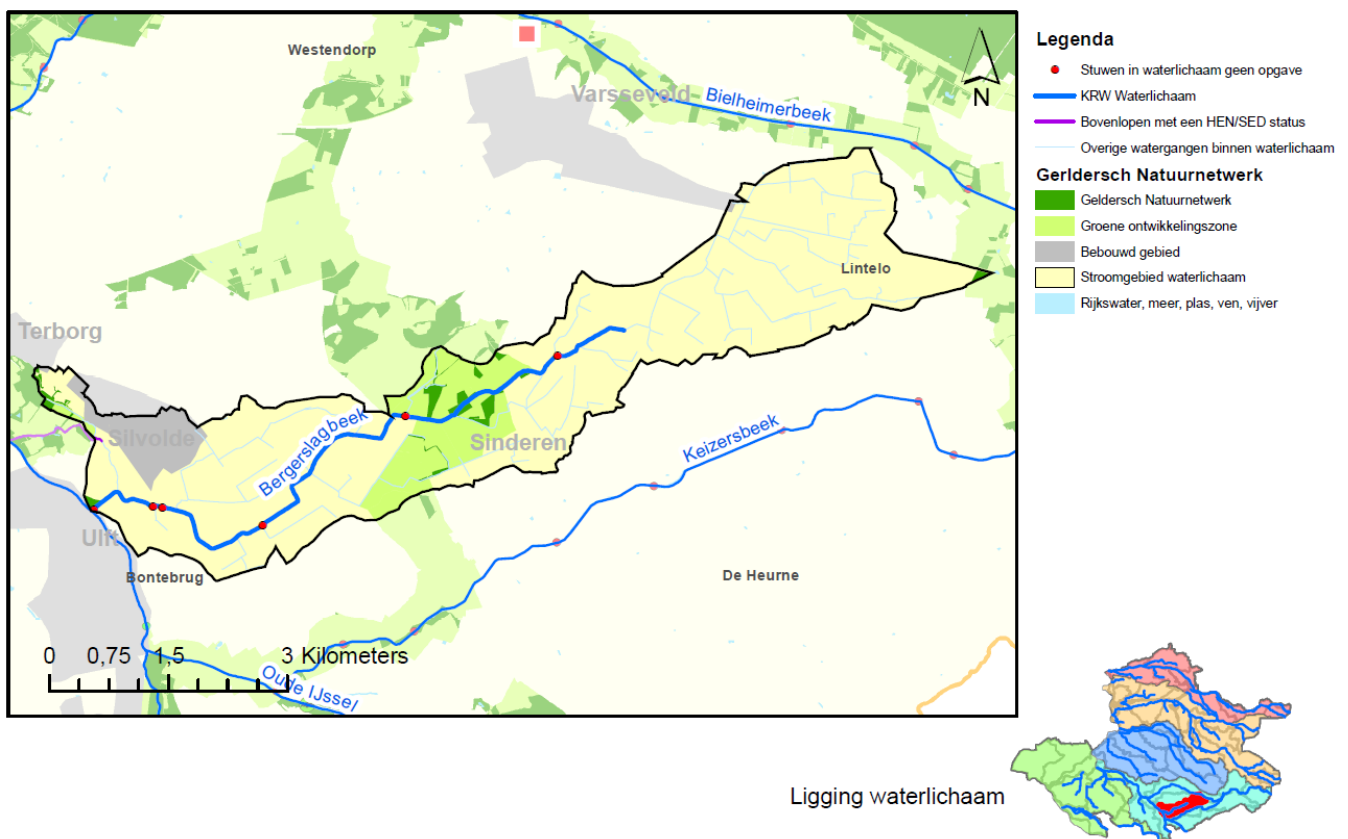 Westendorp
Varsseveld
Bielheimerbeek
N
Lintelo
Terborg
Silvolde
Bergerslagbeek
Sinderen
Keizersbeek
Ulft
Bontebrug
De Heurne
0 0,75 1,5 3 Kilometers
Oude IJssel
Legenda
Stuwen in waterlichaam geen opgave
KRW Waterlichaam
Bovenlopen met een HEN/SED status
Overige watergangen binnen waterlichaam
Gerldersch Natuurnetwerk
Geldersch Natuurnetwerk
Groene ontwikkelingszone
Bebouwd gebied
Stroomgebied waterlichaam
Rijkswater, meer, plas, ven, vijver
Ligging waterlichaam